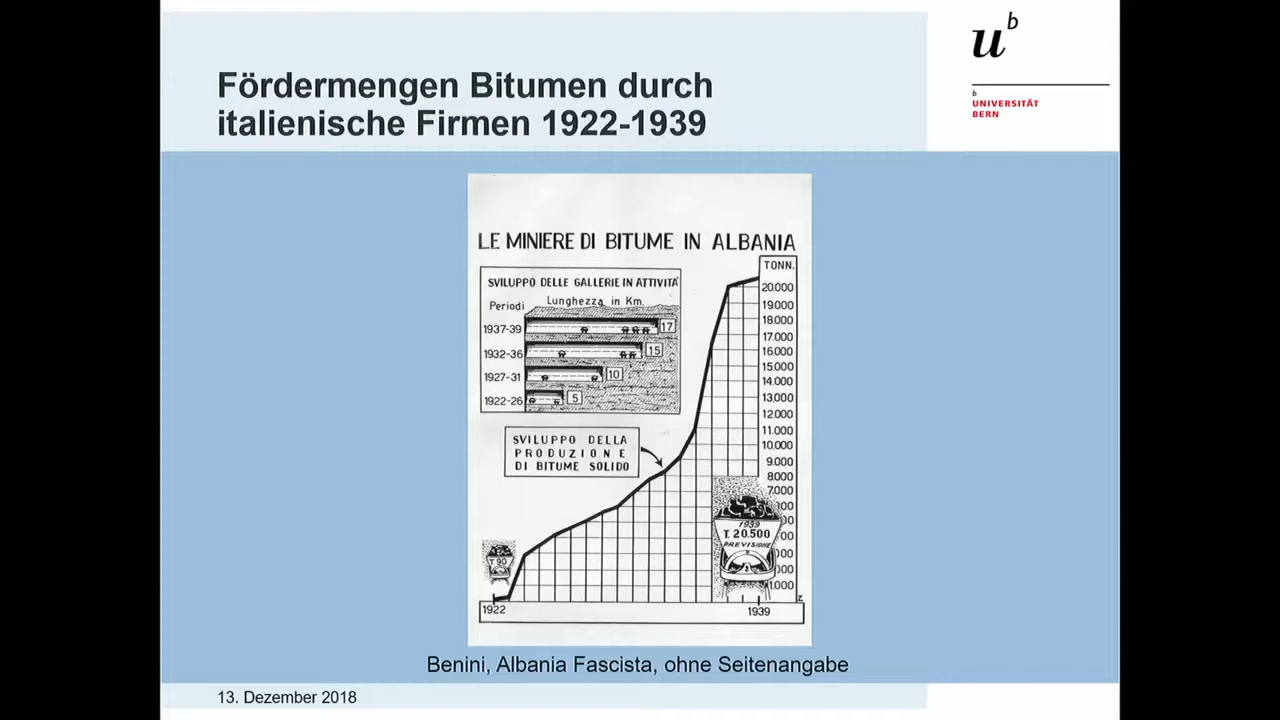 Fördermengen Bitumen durch
italienische Firmen 1922-1939
u
b
b
UNIVERSITÄT
BERN
LE MINIERE DI BITUME IN ALBANIA
SVILUPPO DELLE GALLERIE IN ATTIVITÀ
Periodi
Lunghezza in Km.
1937-39
17
1932-36
15
1927-31
10
1922-26
5
SVILUPPO DELLA
PRODUZIONE
DI BITUME SOLIDO
TONN.
20.000
19.000
18.000
17.000
16.000
15.000
14.000
13.000
12.000
11.000
10.000
9.000
8.000
7.000
1.000
T 90
1939
T. 20.500
PREVISIONE
1922
1939
Benini, Albania Fascista, ohne Seitenangabe
13. Dezember 2018